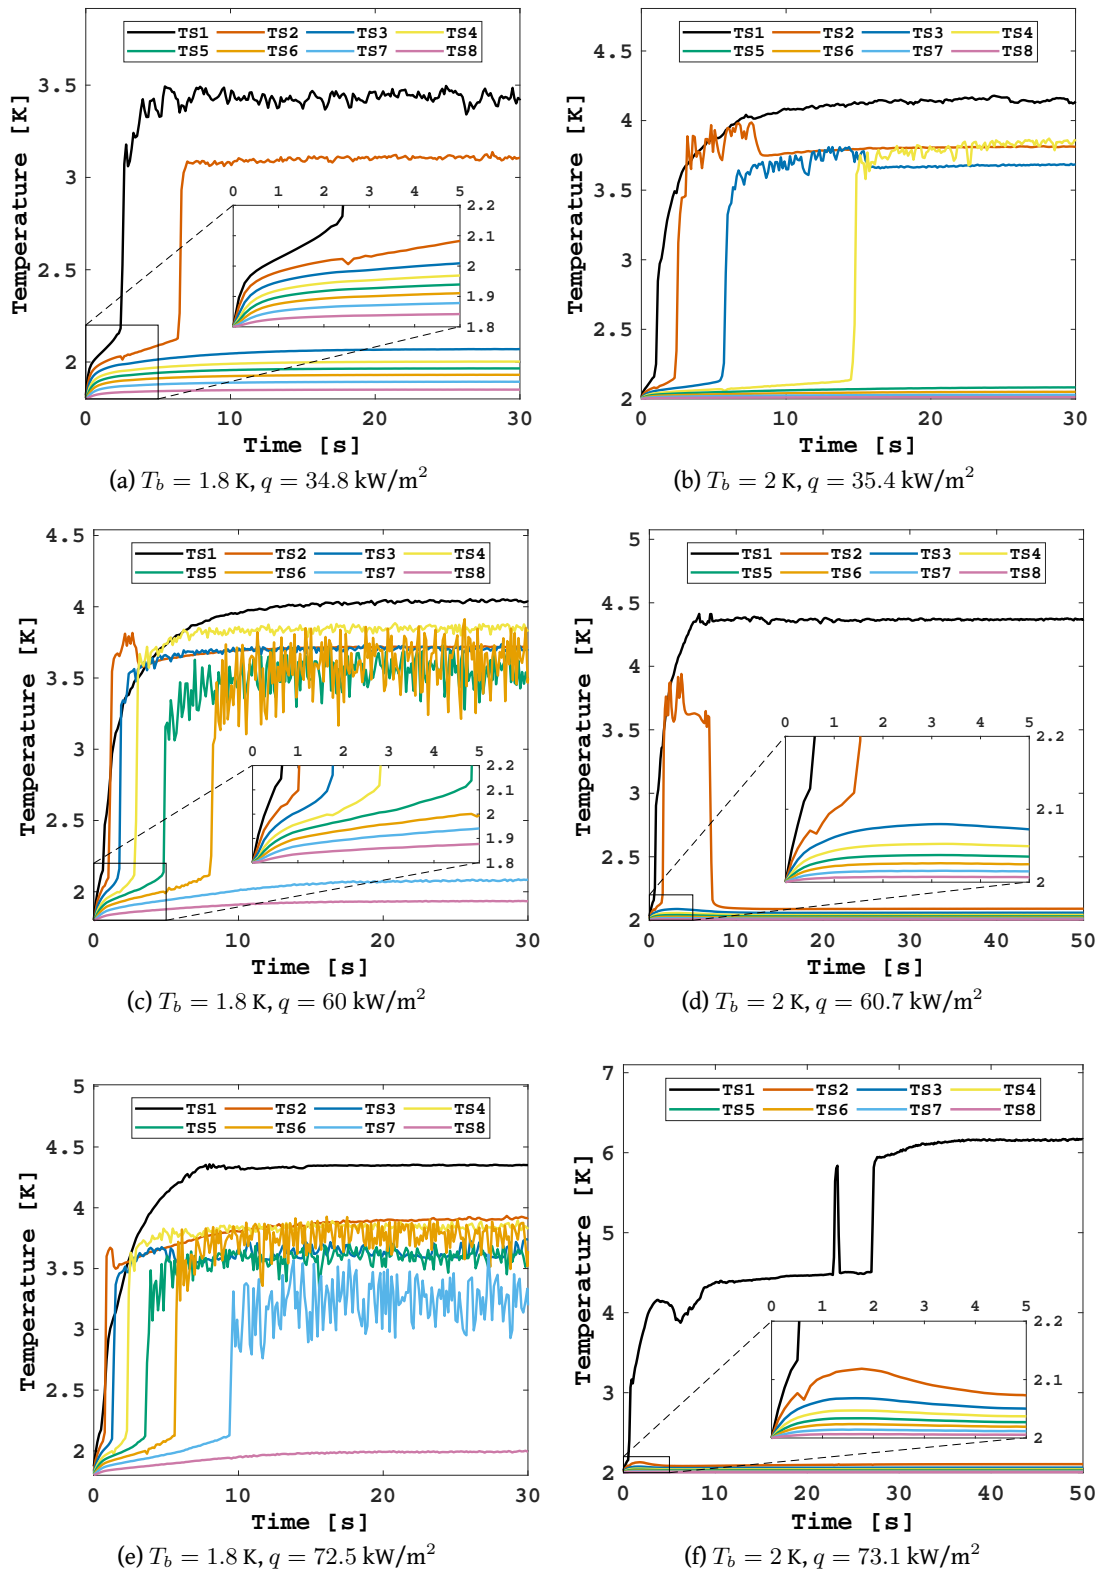 TS1 TS2 TS3 TS4
TS5 TS6 TS7 TS8
Temperature [K]
3.5
3
2.5
2
0 1 2 3 4 5
2.2
2.1
2
1.9
1.8
0 10 20 30
Time [s]
(a) T_b = 1.8 K, q = 34.8 kW/m²
TS1 TS2 TS3 TS4
TS5 TS6 TS7 TS8
Temperature [K]
4.5
4
3.5
3
2.5
2
0 10 20 30
Time [s]
(b) T_b = 2 K, q = 35.4 kW/m²
TS1 TS2 TS3 TS4
TS5 TS6 TS7 TS8
Temperature [K]
4.5
4
3.5
3
2.5
2
0 1 2 3 4 5
2.2
2.1
2
1.9
1.8
0 10 20 30
Time [s]
(c) T_b = 1.8 K, q = 60 kW/m²
TS1 TS2 TS3 TS4
TS5 TS6 TS7 TS8
Temperature [K]
5
4.5
4
3.5
3
2.5
2
0 1 2 3 4 5
2.2
2.1
2
0 10 20 30 40 50
Time [s]
(d) T_b = 2 K, q = 60.7 kW/m²
TS1 TS2 TS3 TS4
TS5 TS6 TS7 TS8
Temperature [K]
5
4.5
4
3.5
3
2.5
2
0 10 20 30
Time [s]
(e) T_b = 1.8 K, q = 72.5 kW/m²
TS1 TS2 TS3 TS4
TS5 TS6 TS7 TS8
Temperature [K]
7
6
5
4
3
2
0 1 2 3 4 5
2.2
2.1
2
0 10 20 30 40 50
Time [s]
(f) T_b = 2 K, q = 73.1 kW/m²